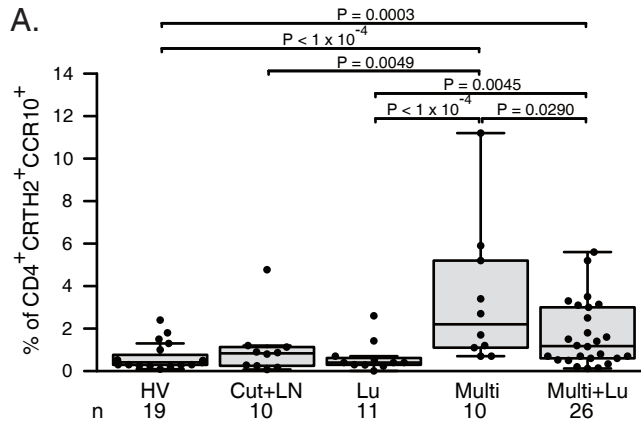 A.
P = 0.0003
P < 1 x 10⁻⁴
P = 0.0049
P = 0.0045
P < 1 x 10⁻⁴ P = 0.0290
% of CD4⁺CRTH2⁺CCR10⁺
14
12
10
8
6
4
2
0
HV Cut+LN Lu Multi Multi+Lu
n 19 10 11 10 26